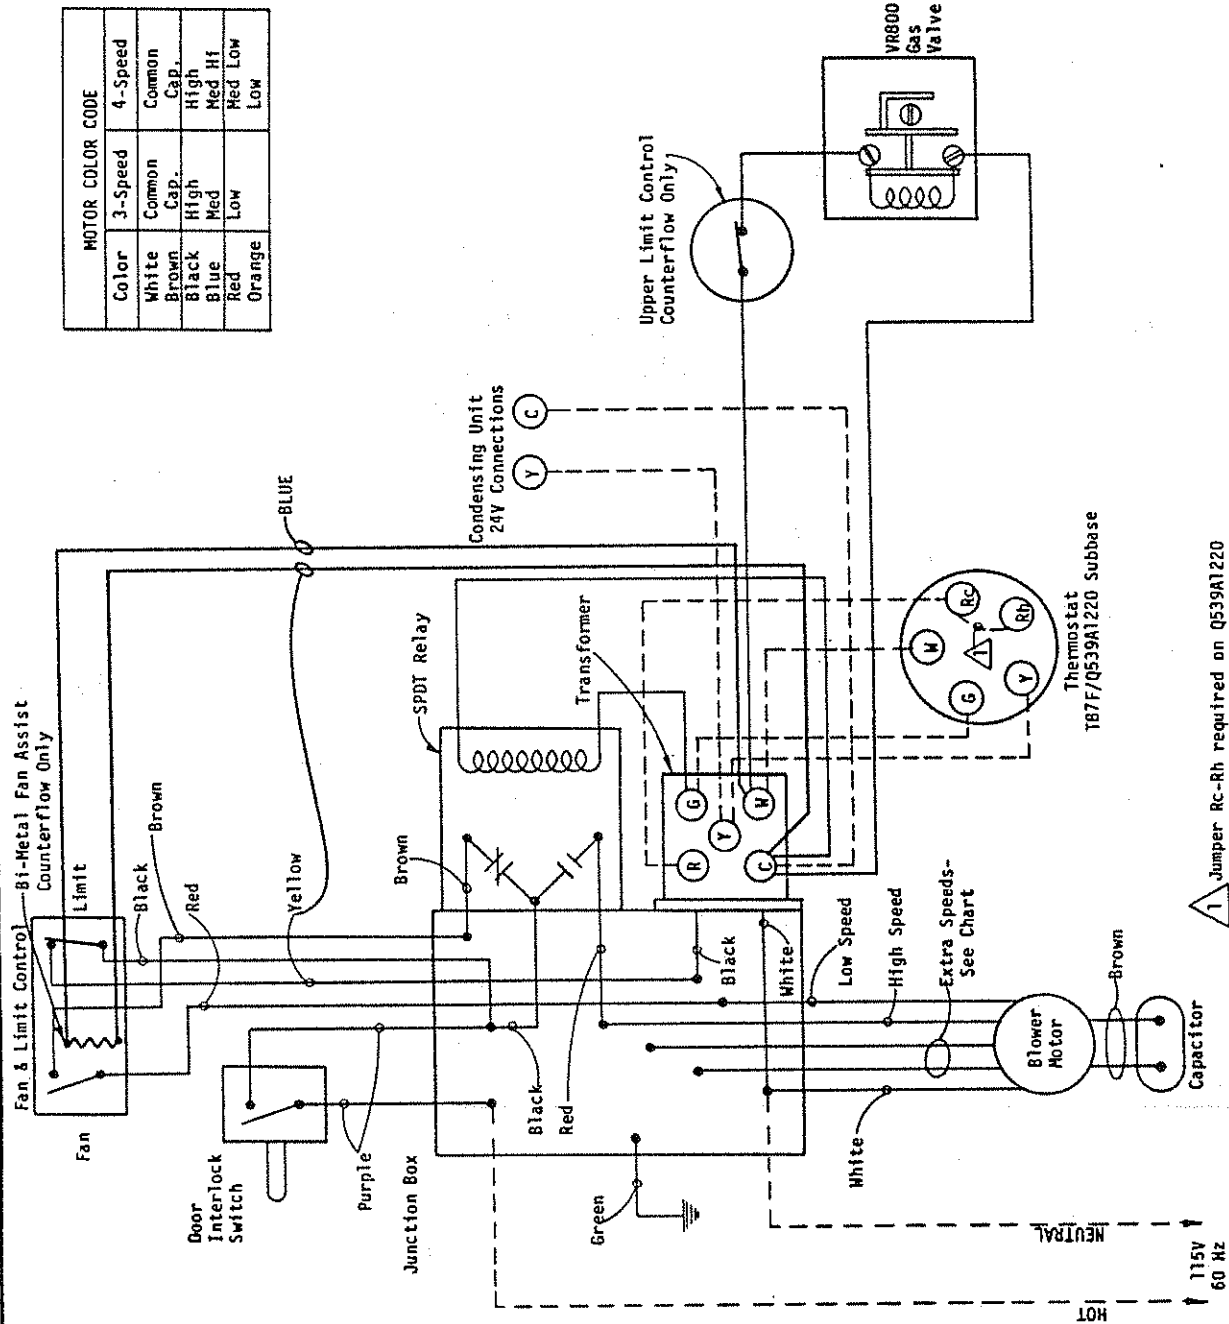 MOTOR COLOR CODE
Color 3-Speed 4-Speed
White Common Common
Brown Cap. Cap.
Black High High
Blue Med Med Hi
Red Low Med Low
Orange Low
Fan & Limit Control
Bi-Metal Fan Assist
Counterflow Only
Limit
Fan
Black
Brown
Red
Yellow
BLUE
Door
Interlock
Switch
Purple
Junction Box
Brown
SPDT Relay
Transformer
Condensing Unit
24V Connections
Y
C
Upper Limit Control
Counterflow Only
VR800
Gas
Valve
Black
Red
Green
R
G
Y
C
W
Black
White
Low Speed
High Speed
Extra Speeds-
See Chart
White
Blower
Motor
Brown
Capacitor
G
W
Rc
Rh
Y
1
Thermostat
T87F/Q539A1220 Subbase
HOT
NEUTRAL
115V
60 Hz
1 Jumper Rc-Rh required on Q539A1220